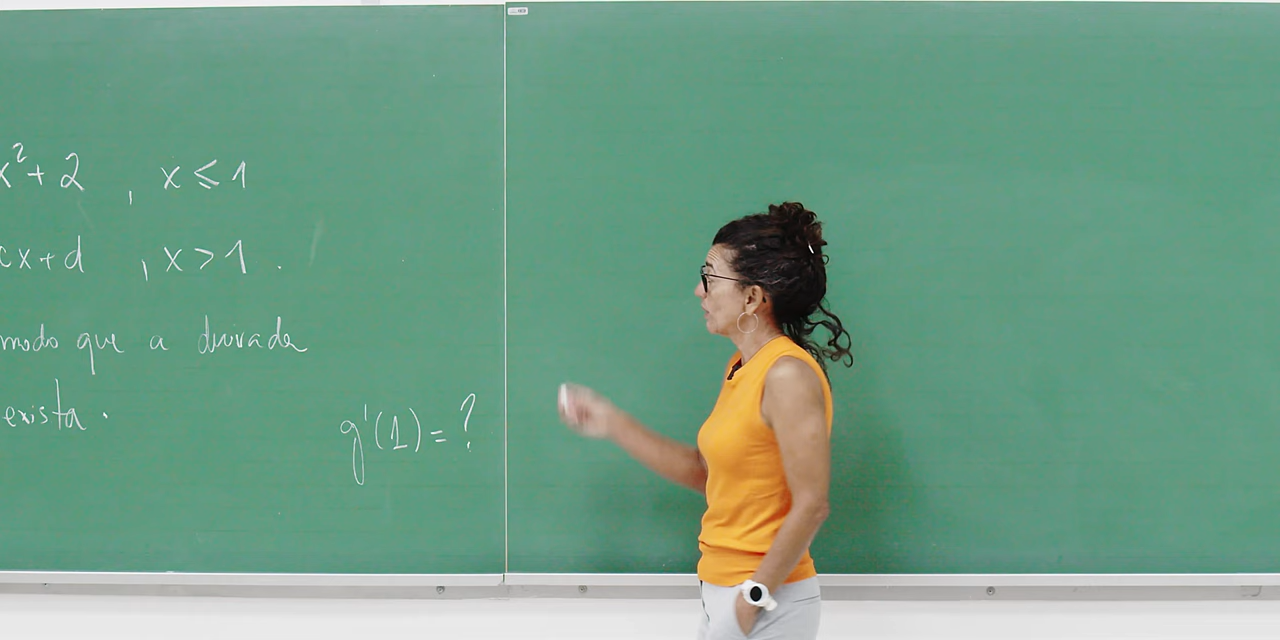 x²+ 2 , x ≤ 1
cx+d , x > 1 .
modo que a derivada
exista .
g'(1) = ?